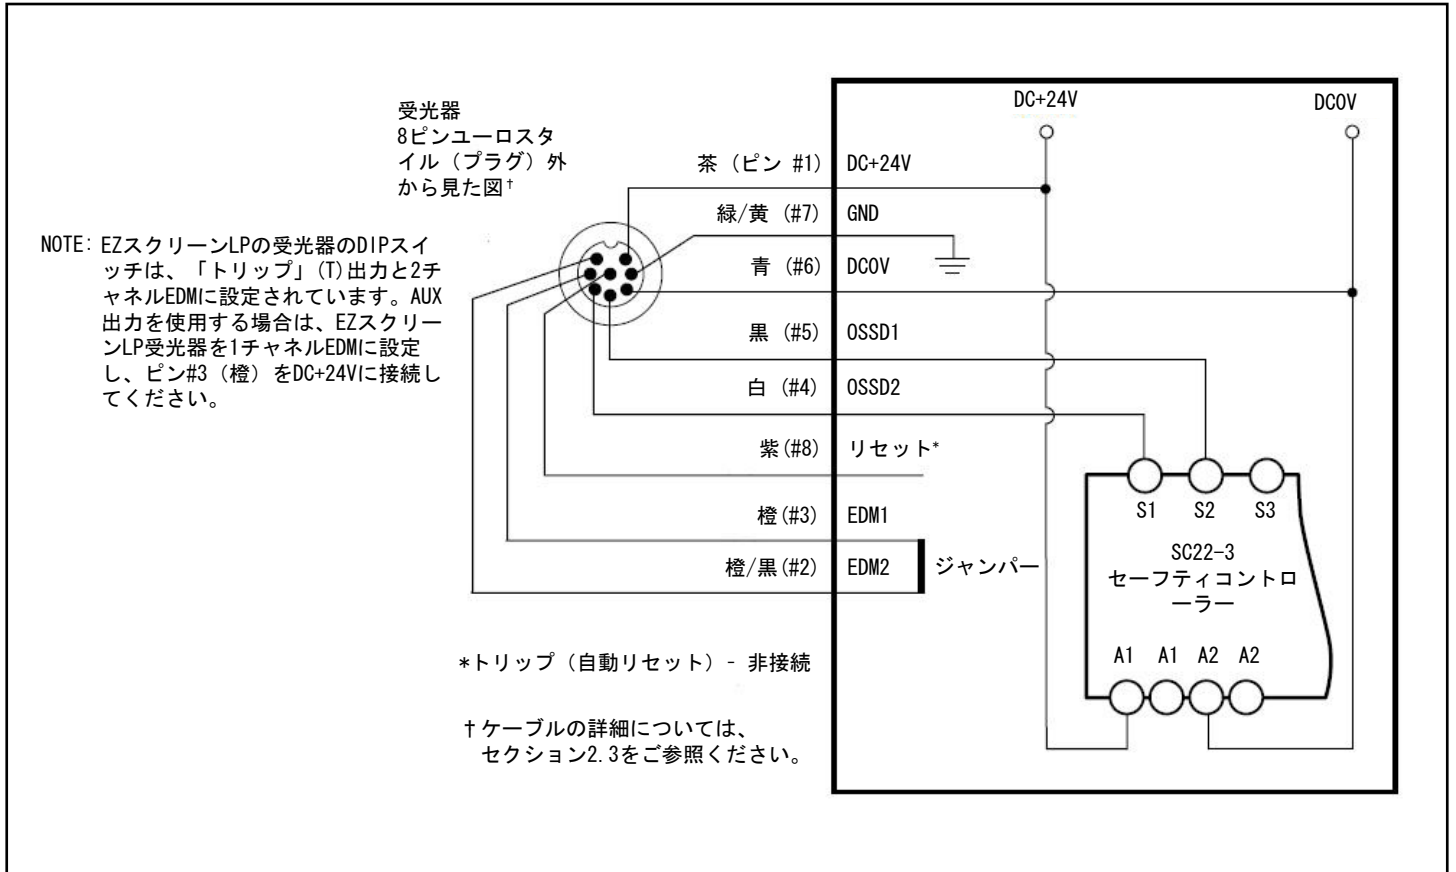 DC+24V
DC0V
受光器
8ピンユーロスタ
イル（プラグ）外
から見た図†
茶（ピン #1）
DC+24V
緑/黄 (#7)
GND
青 (#6)
DC0V
黒 (#5)
OSSD1
白 (#4)
OSSD2
紫(#8)
リセット*
橙(#3)
EDM1
橙/黒(#2)
EDM2
ジャンパー
NOTE: EZスクリーンLPの受光器のDIPスイ
ッチは、「トリップ」(T)出力と2チ
ャネルEDMに設定されています。AUX
出力を使用する場合は、EZスクリー
ンLP受光器を1チャネルEDMに設定
し、ピン#3（橙）をDC+24Vに接続し
てください。
S1 S2 S3
SC22-3
セーフティコントロ
ーラー
A1 A1 A2 A2
*トリップ（自動リセット）- 非接続
†ケーブルの詳細については、
セクション2.3をご参照ください。